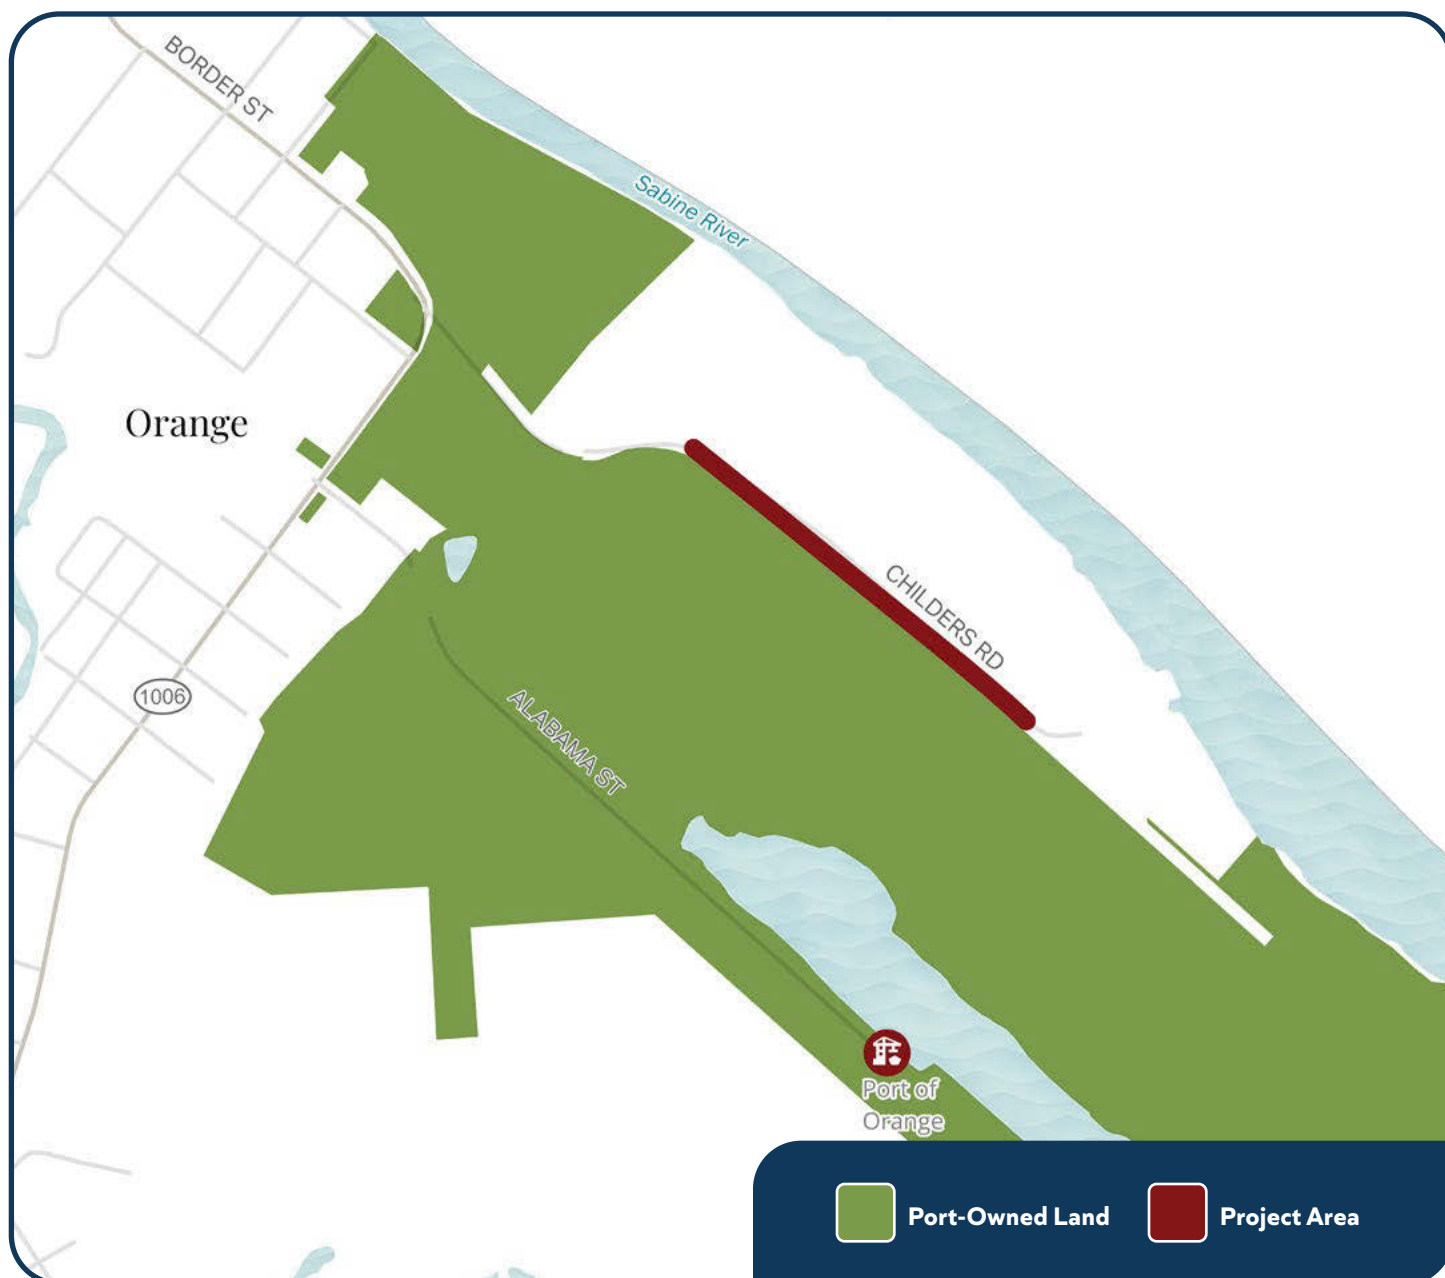 BORDER ST
Sabine River
Orange
CHILDERS RD
1006
ALABAMA ST
Port of
Orange
Port-Owned Land
Project Area